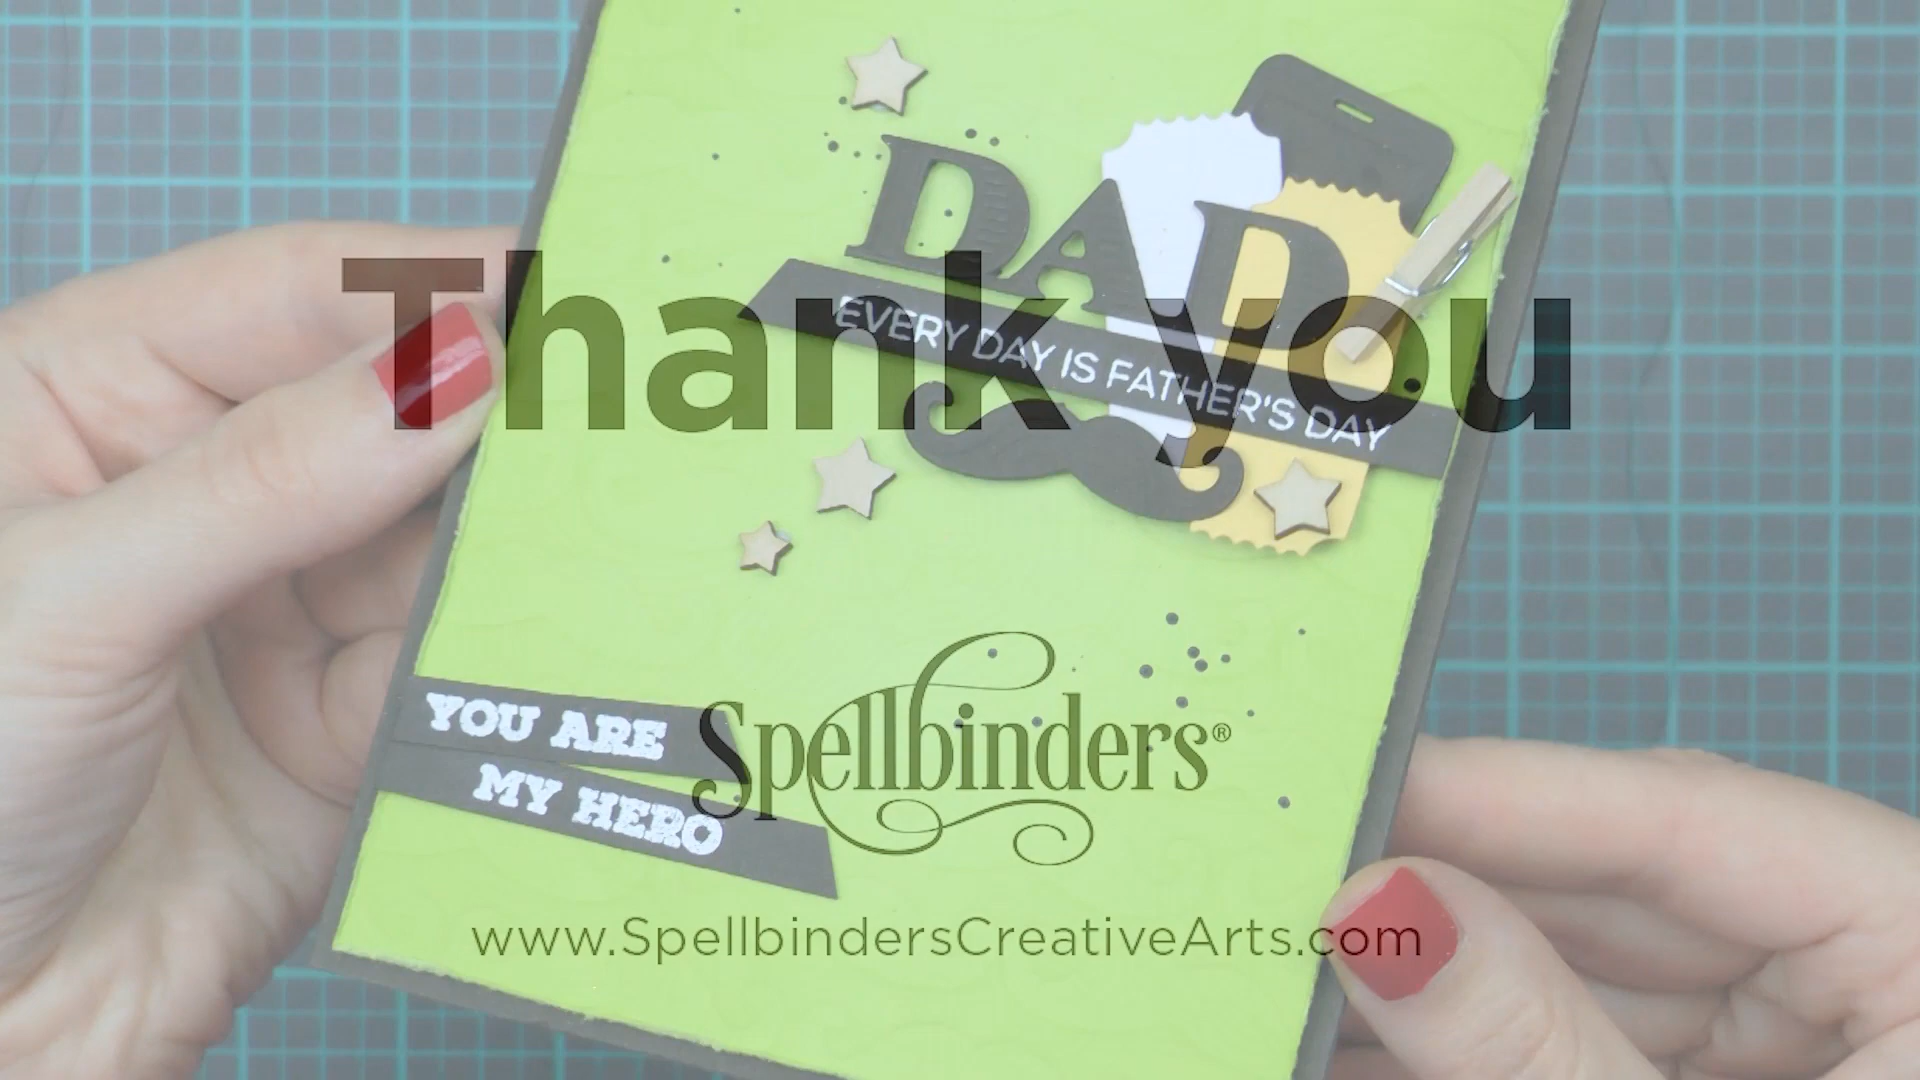 DAD
EVERY DAY IS FATHER'S DAY
Thank you
YOU ARE
MY HERO
Spellbinders®
www.SpellbindersCreativeArts.com